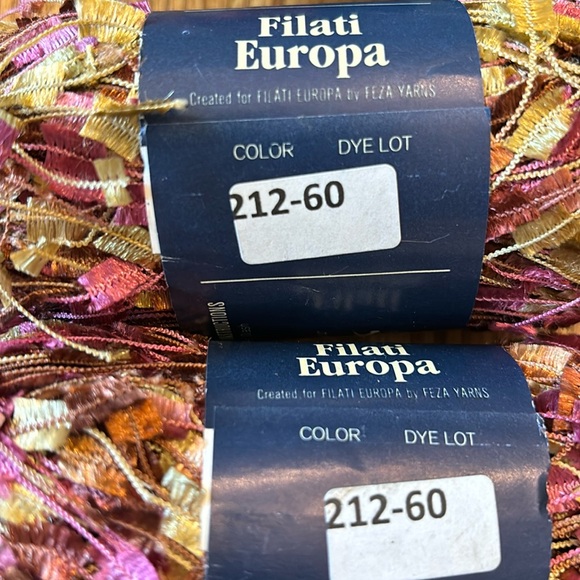 Filati
Europa
Created for FILATI EUROPA by FEZA YARNS
COLOR DYE LOT
212-60
Filati
Europa
Created for FILATI EUROPA by FEZA YARNS
COLOR DYE LOT
212-60